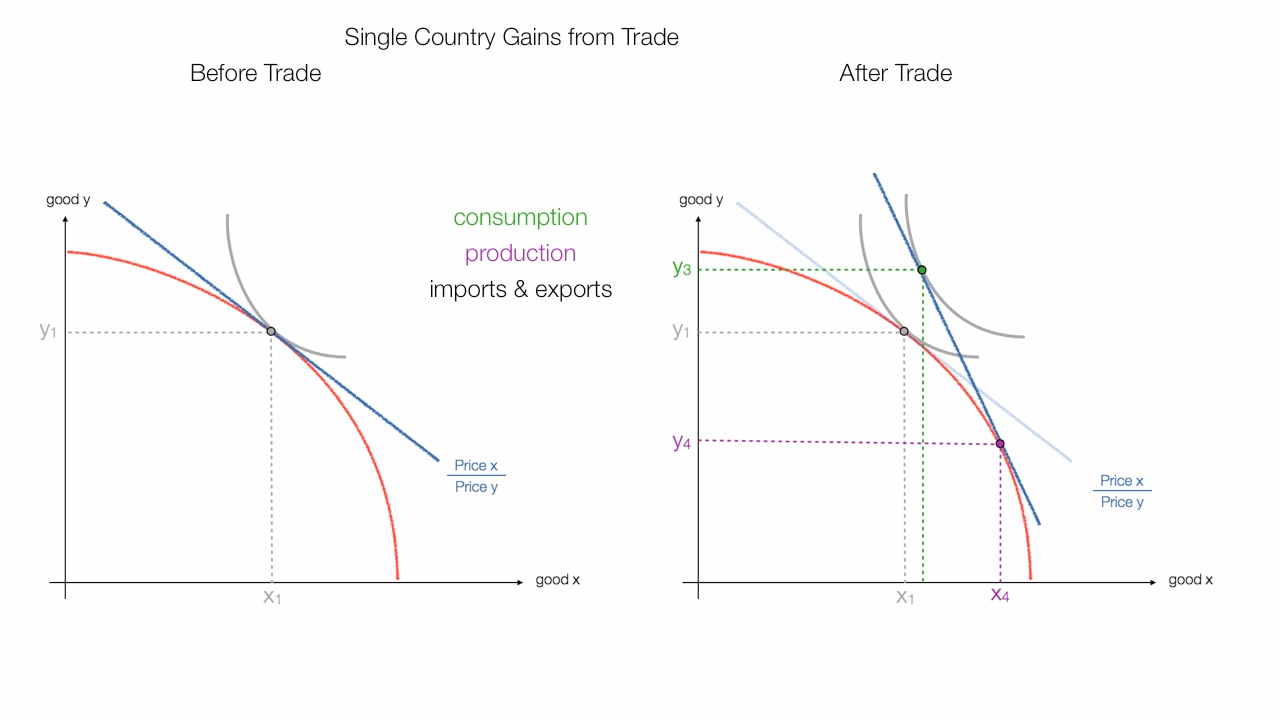 Single Country Gains from Trade
Before Trade
After Trade
good y
consumption
production
imports & exports
y₁
Price x
Price y
good x
x₁
good y
y₃
y₁
y₄
Price x
Price y
good x
x₁
x₄